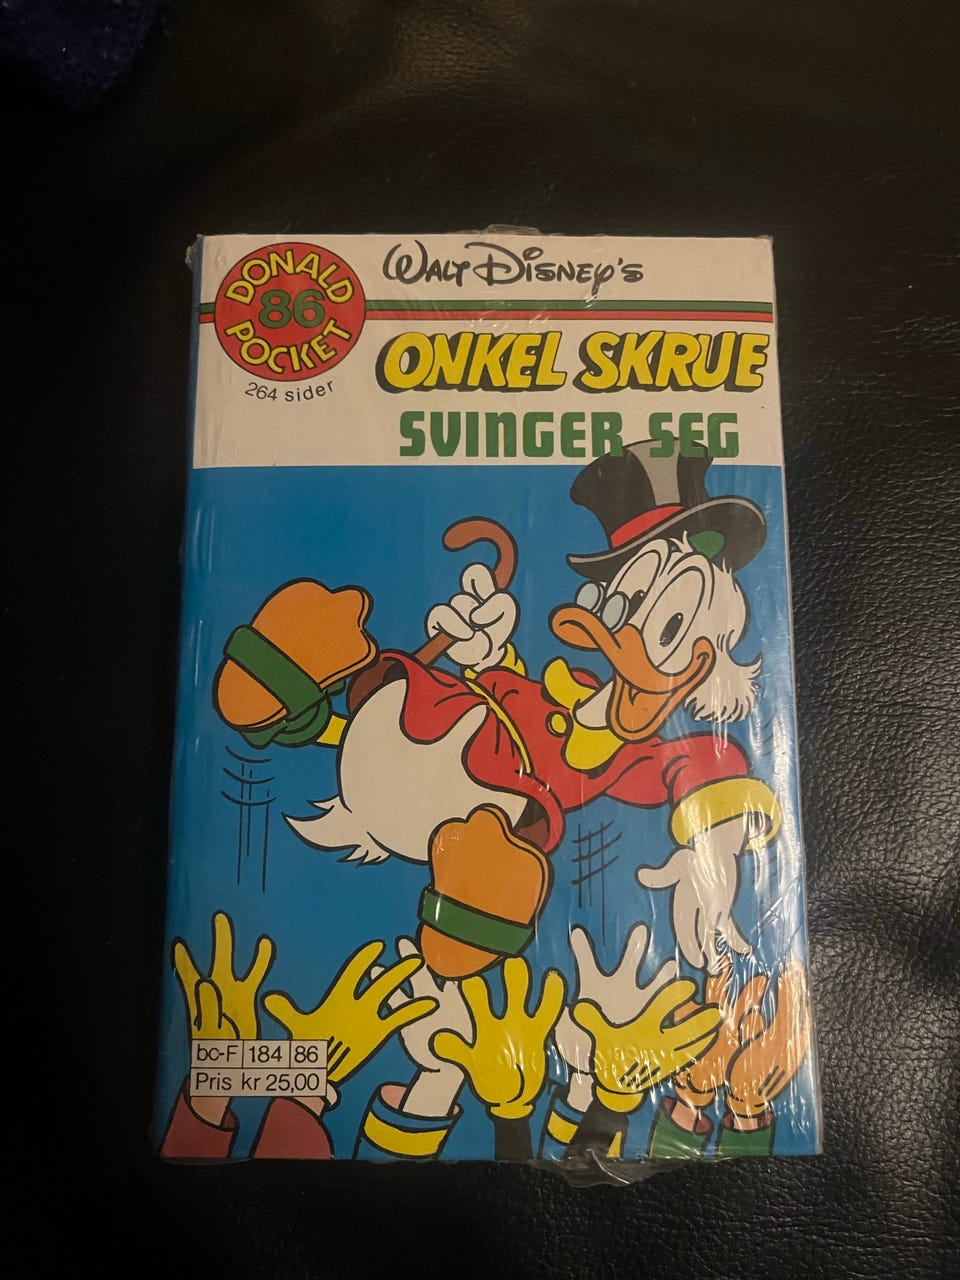 DONALD
86
POCKET
264 sider
WALT DISNEY'S
ONKEL SKRUE
SVINGER SEG
bc-F 184 86
Pris kr 25,00